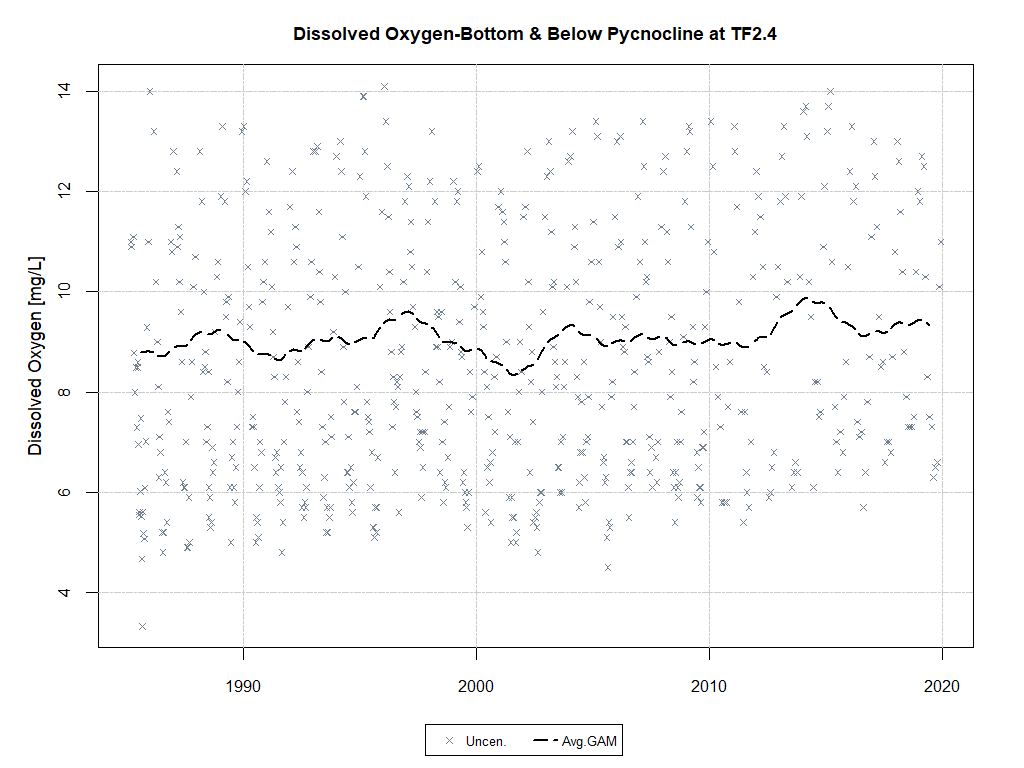 Dissolved Oxygen-Bottom & Below Pycnocline at TF2.4
Dissolved Oxygen [mg/L]
14
12
10
8
6
4
1990
2000
2010
2020
Uncen.
Avg.GAM